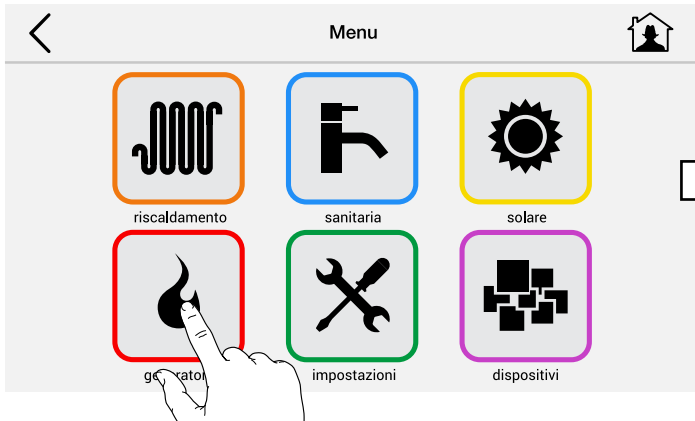 Menu
riscaldamento
sanitaria
solare
impostazioni
dispositivi